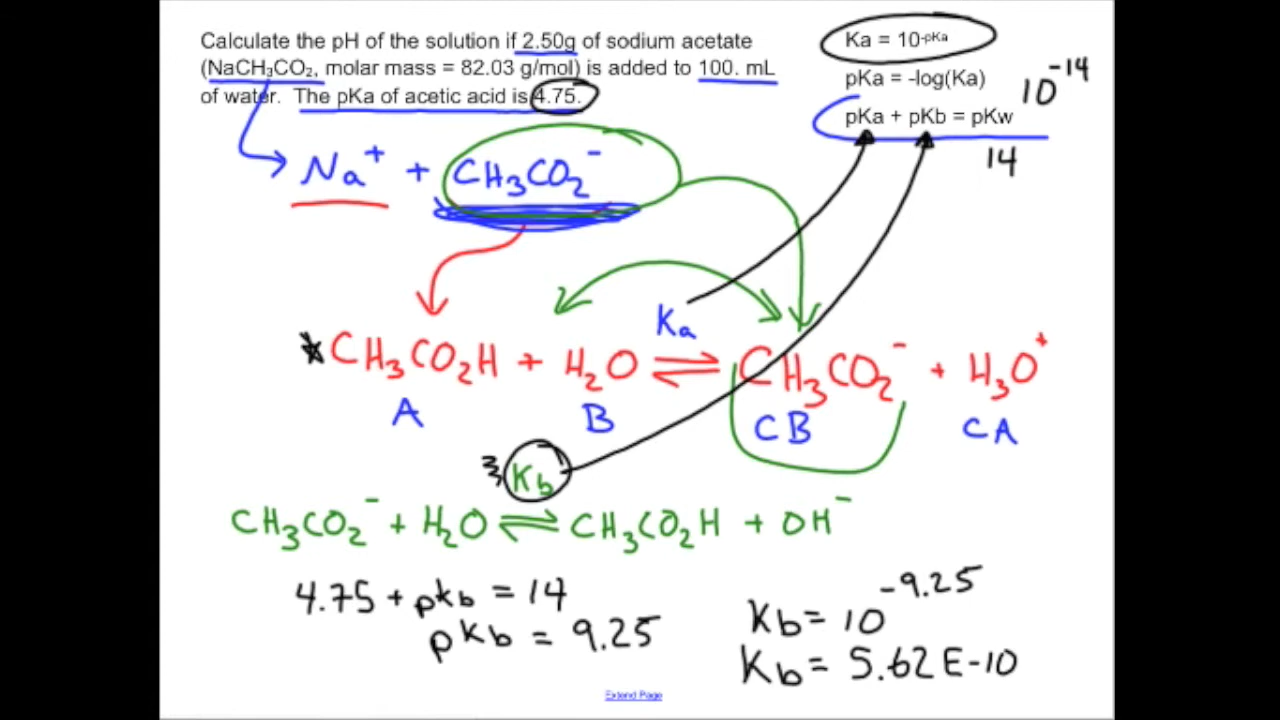 Calculate the pH of the solution if 2.50g of sodium acetate
(NaCH₃CO₂, molar mass = 82.03 g/mol) is added to 100. mL
of water. The pKa of acetic acid is 4.75.
Ka = 10^-pKa
pKa = -log(Ka)
10^-14
pKa + pKb = pKw
14
Na⁺ + CH₃CO₂⁻
Ka
CH₃CO₂H + H₂O ⇌ CH₃CO₂⁻ + H₃O⁺
A B CB CA
Kb
CH₃CO₂⁻ + H₂O ⇌ CH₃CO₂H + OH⁻
4.75 + pKb = 14
pKb = 9.25
Kb = 10^-9.25
Kb = 5.62E-10
Extend Page